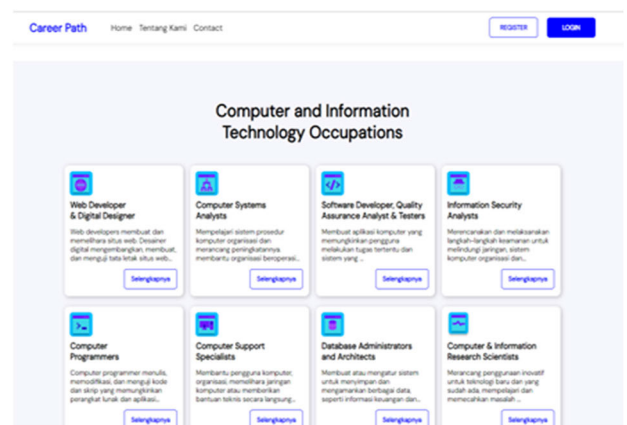 Career Path
Home Tentang Kami Contact
REGISTER
LOGIN
Computer and Information
Technology Occupations
Web Developer
& Digital Designer
Web developers membuat dan
memelihara situs web. Desainer
digital mengembangkan, membuat,
dan menguji tata letak situs web...
Selengkapnya
Computer Systems
Analysts
Mempelajari sistem prosedur
komputer organisasi dan
merancang peningkatannya
membantu organisasi beroperasi...
Selengkapnya
Software Developer, Quality
Assurance Analyst & Testers
Membuat aplikasi komputer yang
memungkinkan pengguna
melakukan tugas tertentu dan
sistem yang ...
Selengkapnya
Information Security
Analysts
Merencanakan dan melaksanakan
langkah-langkah keamanan untuk
melindungi jaringan, sistem
komputer organisasi dan...
Selengkapnya
Computer
Programmers
Computer programmer menulis,
memodifikasi, dan menguji kode
dan skrip yang memungkinkan
perangkat lunak dan aplikasi...
Selengkapnya
Computer Support
Specialists
Membantu pengguna komputer,
organisasi, memelihara jaringan
komputer atau memberikan
bantuan teknis secara langsung...
Selengkapnya
Database Administrators
and Architects
Membuat atau mengatur sistem
untuk menyimpan dan
mengamankan berbagai data,
seperti informasi keuangan dan...
Selengkapnya
Computer & Information
Research Scientists
Merancang penggunaan inovatif
untuk teknologi baru dan yang
sudah ada, mempelajari dan
memecahkan masalah ...
Selengkapnya